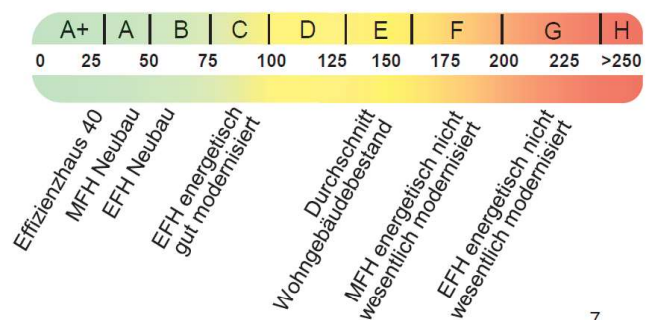 A+ A B C D E F G H
0 25 50 75 100 125 150 175 200 225 >250
Effizienzhaus 40
MFH Neubau
EFH Neubau
EFH energetisch
gut modernisiert
Durchschnitt
Wohngebäudebestand
MFH energetisch nicht
wesentlich modernisiert
EFH energetisch nicht
wesentlich modernisiert
7